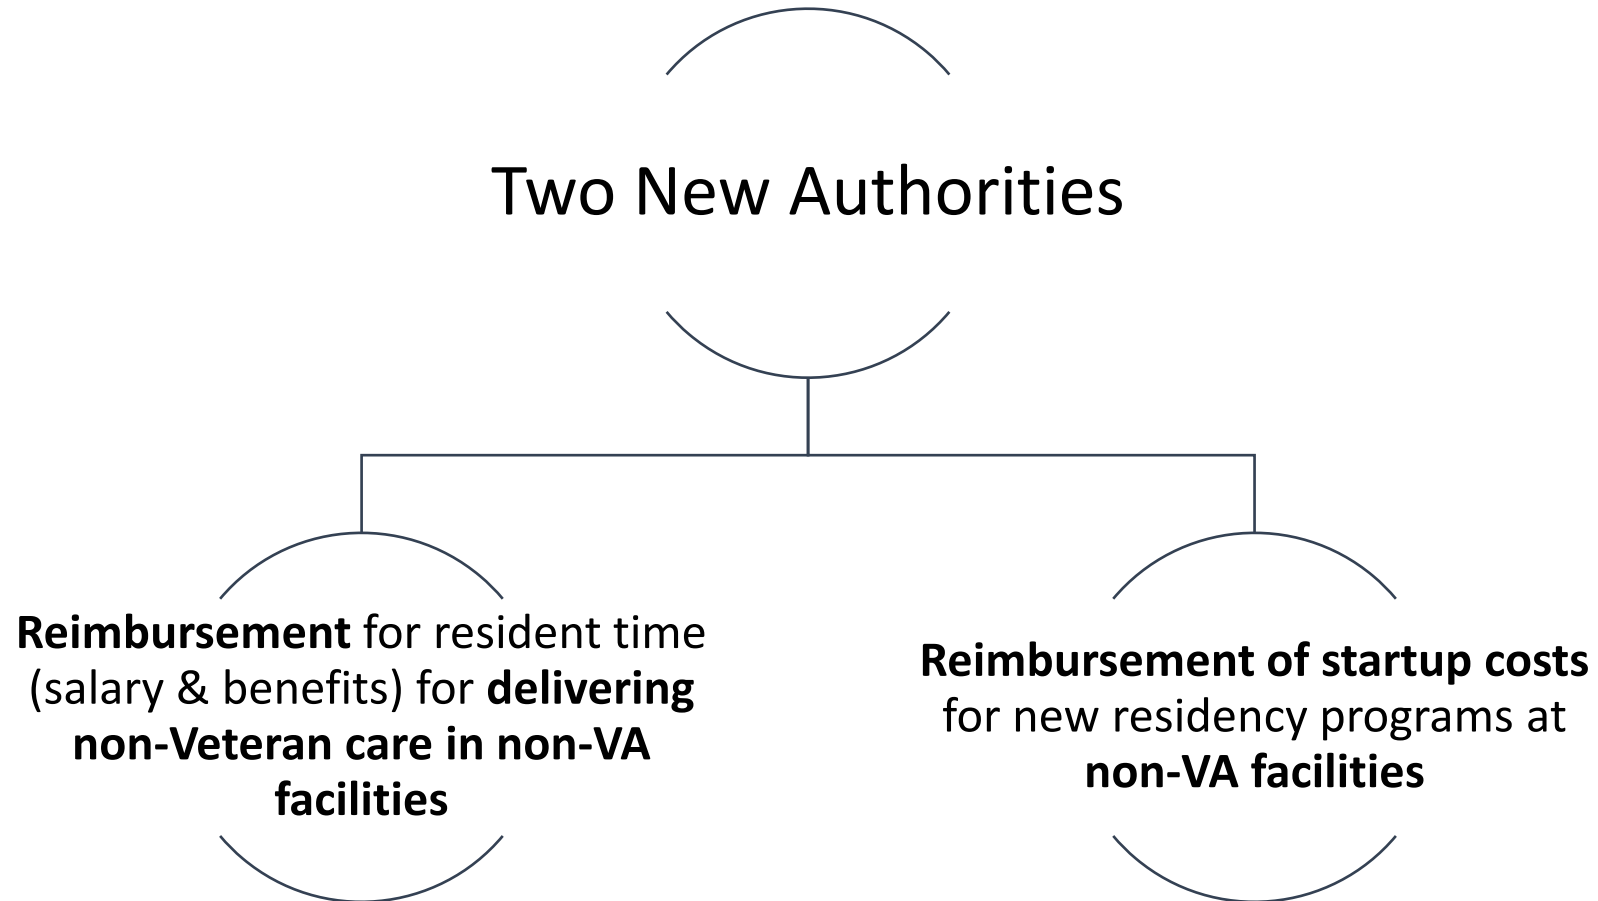 Two New Authorities
Reimbursement for resident time
(salary & benefits) for delivering
non-Veteran care in non-VA
facilities
Reimbursement of startup costs
for new residency programs at
non-VA facilities